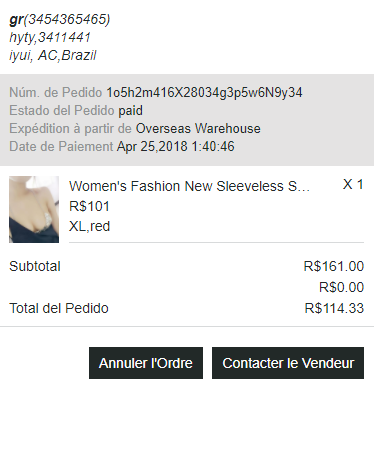 gr(3454365465)
hyty,3411441
iyui, AC,Brazil
Núm. de Pedido 1o5h2m416X28034g3p5w6N9y34
Estado del Pedido paid
Expédition à partir de Overseas Warehouse
Date de Paiement Apr 25,2018 1:40:46
Women's Fashion New Sleeveless S... X 1
R$101
XL,red
Subtotal R$161.00
R$0.00
Total del Pedido R$114.33
Annuler l'Ordre Contacter le Vendeur